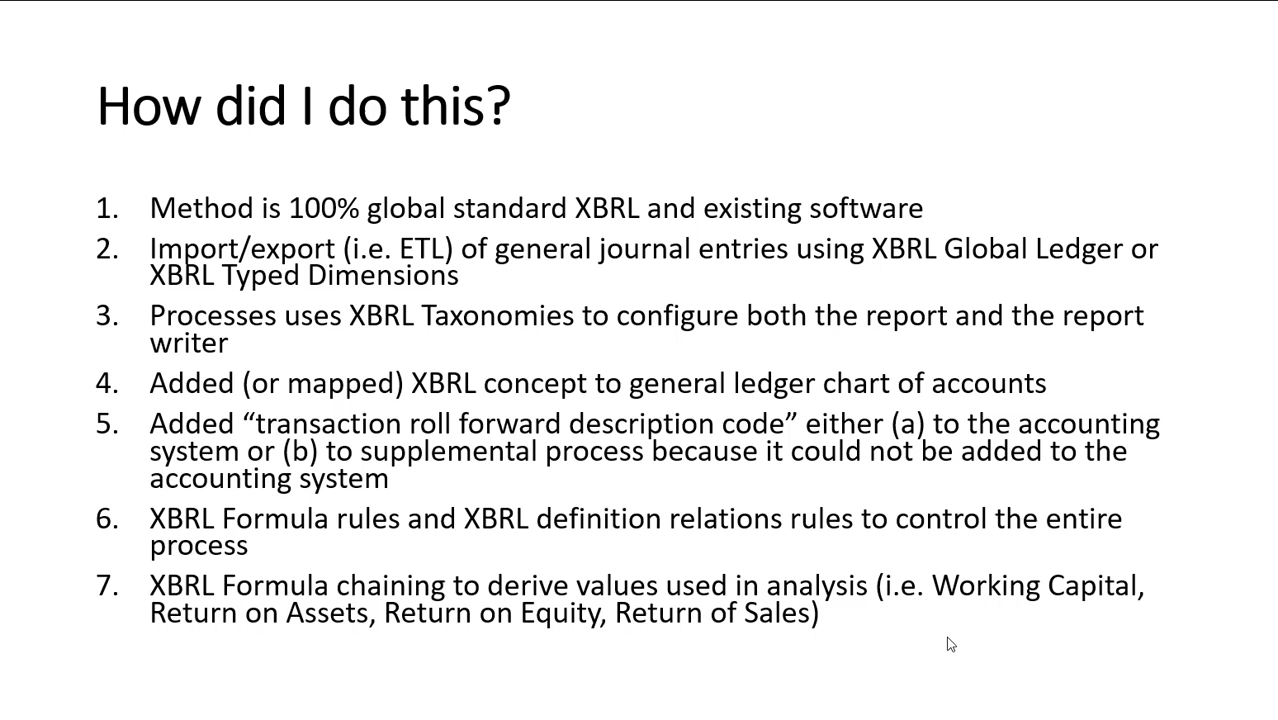 How did I do this?
1. Method is 100% global standard XBRL and existing software
2. Import/export (i.e. ETL) of general journal entries using XBRL Global Ledger or
XBRL Typed Dimensions
3. Processes uses XBRL Taxonomies to configure both the report and the report
writer
4. Added (or mapped) XBRL concept to general ledger chart of accounts
5. Added “transaction roll forward description code” either (a) to the accounting
system or (b) to supplemental process because it could not be added to the
accounting system
6. XBRL Formula rules and XBRL definition relations rules to control the entire
process
7. XBRL Formula chaining to derive values used in analysis (i.e. Working Capital,
Return on Assets, Return on Equity, Return of Sales)